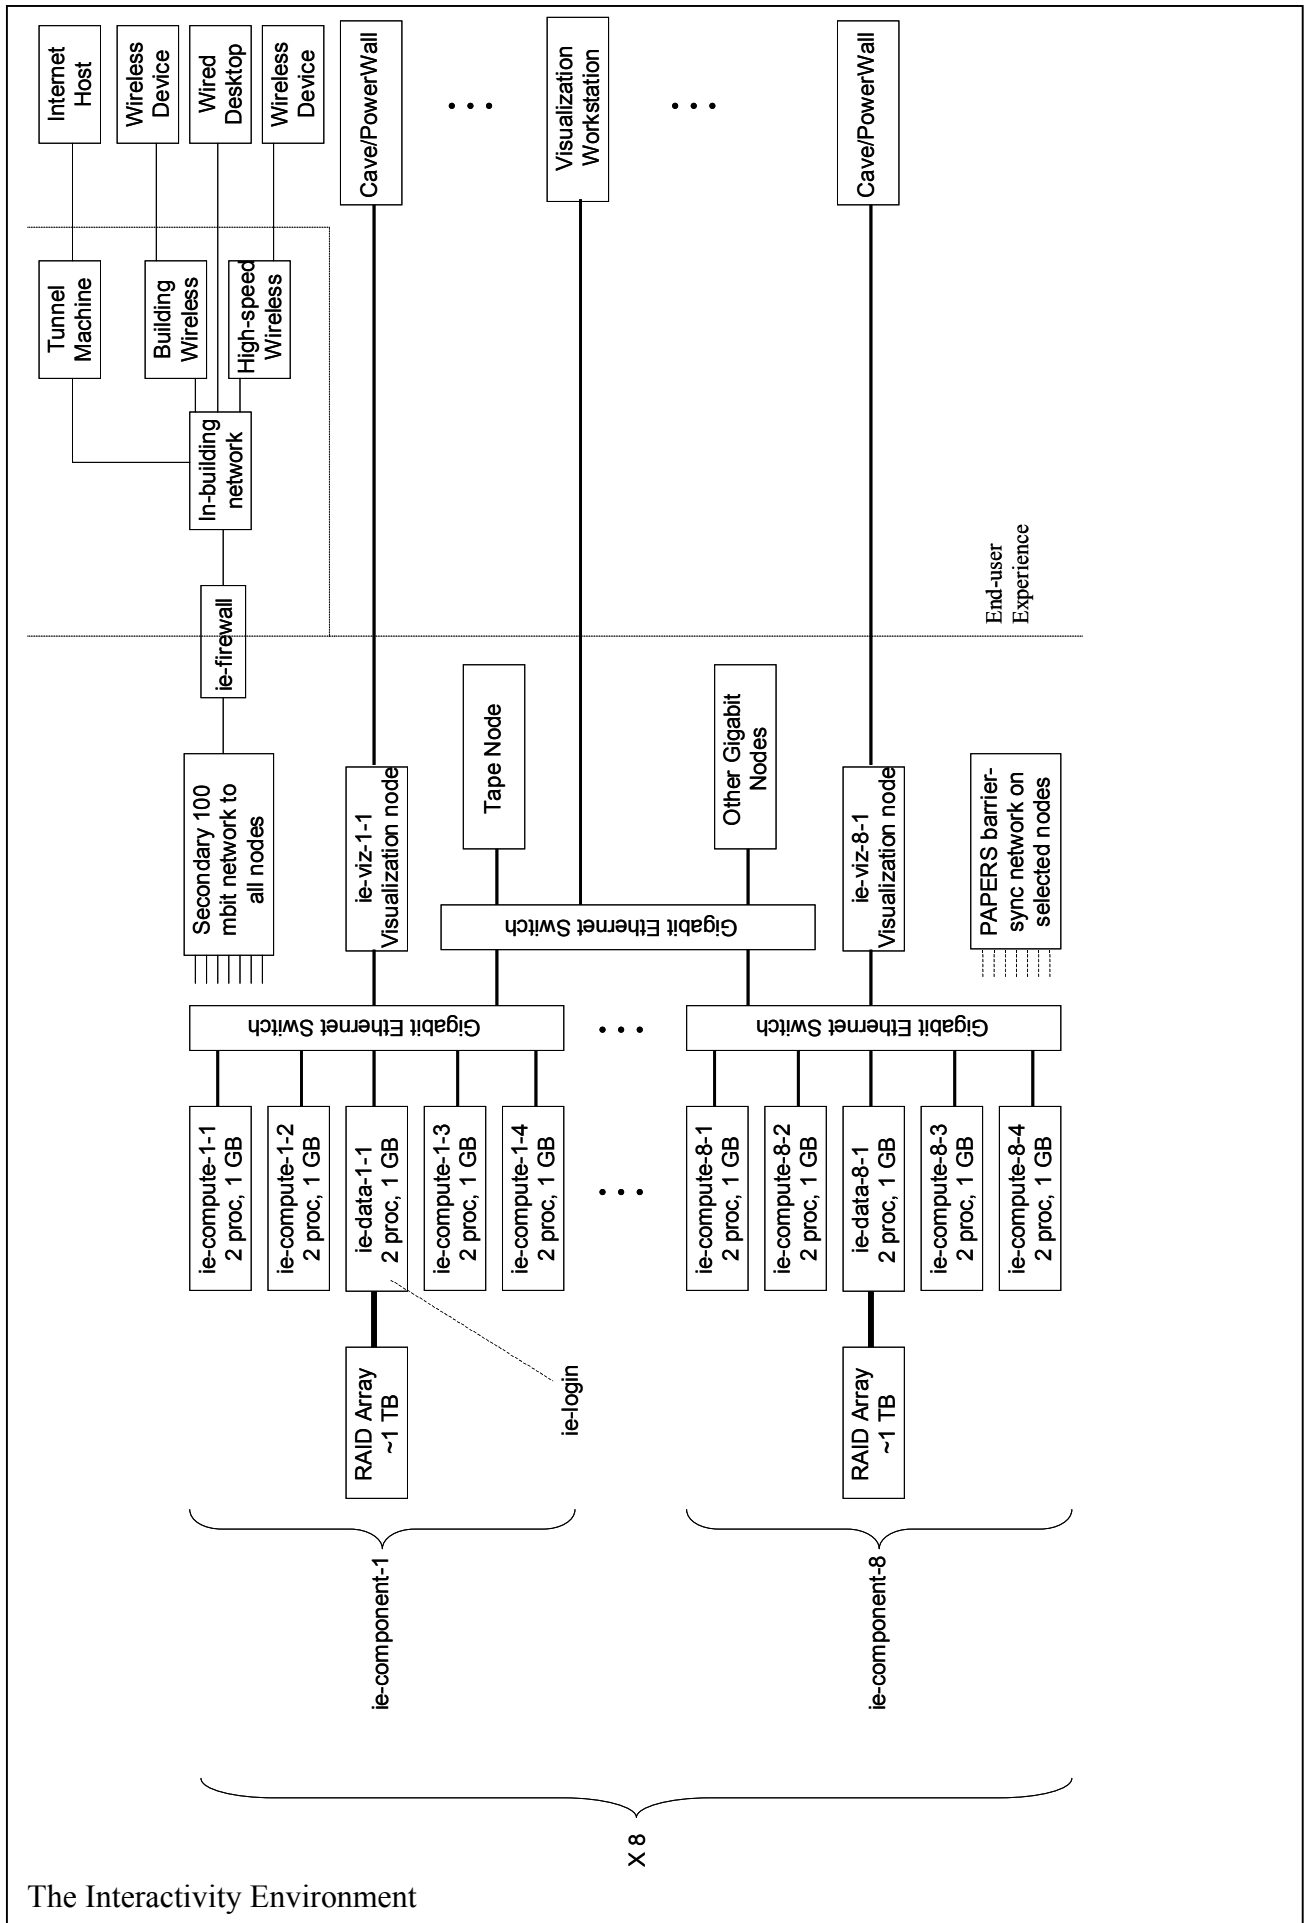 Internet
Host
Wireless
Device
Wired
Desktop
Wireless
Device
Cave/PowerWall
Visualization
Workstation
Cave/PowerWall
Tunnel
Machine
Building
Wireless
High-speed
Wireless
In-building
network
ie-firewall
End-user
Experience
Secondary 100
mbit network to
all nodes
ie-viz-1-1
Visualization node
Tape Node
Other Gigabit
Nodes
ie-viz-8-1
Visualization node
PAPERS barrier-
sync network on
selected nodes
Gigabit Ethernet Switch
Gigabit Ethernet Switch
Gigabit Ethernet Switch
ie-compute-1-1
2 proc, 1 GB
ie-compute-1-2
2 proc, 1 GB
ie-data-1-1
2 proc, 1 GB
ie-compute-1-3
2 proc, 1 GB
ie-compute-1-4
2 proc, 1 GB
ie-compute-8-1
2 proc, 1 GB
ie-compute-8-2
2 proc, 1 GB
ie-data-8-1
2 proc, 1 GB
ie-compute-8-3
2 proc, 1 GB
ie-compute-8-4
2 proc, 1 GB
RAID Array
~1 TB
ie-login
RAID Array
~1 TB
ie-component-1
ie-component-8
X 8
The Interactivity Environment